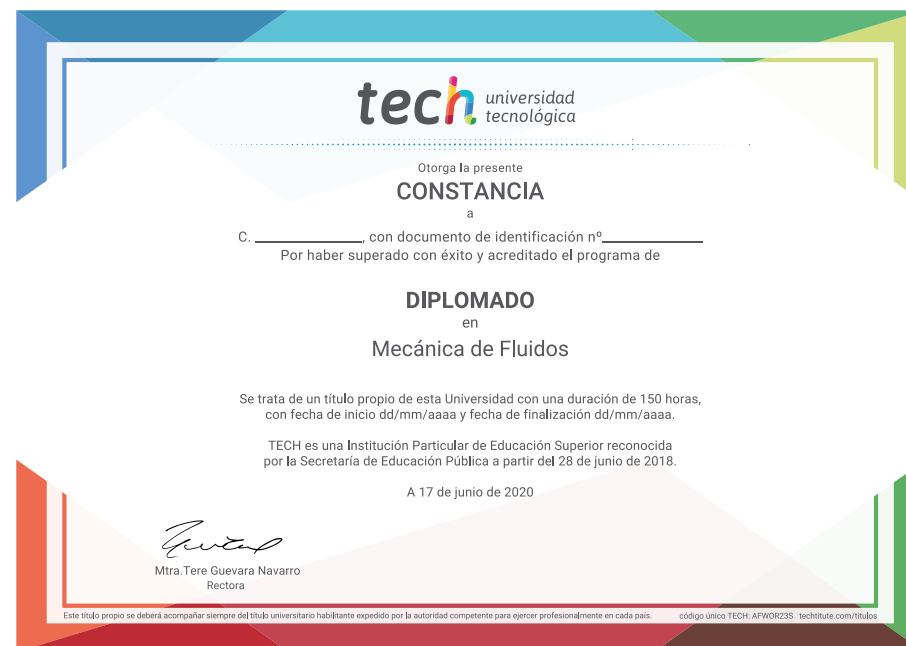 tech universidad
tecnológica
Otorga la presente
CONSTANCIA
a
C. ____________, con documento de identificación nº____________
Por haber superado con éxito y acreditado el programa de
DIPLOMADO
en
Mecánica de Fluidos
Se trata de un título propio de esta Universidad con una duración de 150 horas,
con fecha de inicio dd/mm/aaaa y fecha de finalización dd/mm/aaaa.
TECH es una Institución Particular de Educación Superior reconocida
por la Secretaría de Educación Pública a partir del 28 de junio de 2018.
A 17 de junio de 2020
Mtra.Tere Guevara Navarro
Rectora
Este título propio se deberá acompañar siempre del título universitario habilitante expedido por la autoridad competente para ejercer profesionalmente en cada país. código único TECH: AFWOR23S techtitute.com/títulos